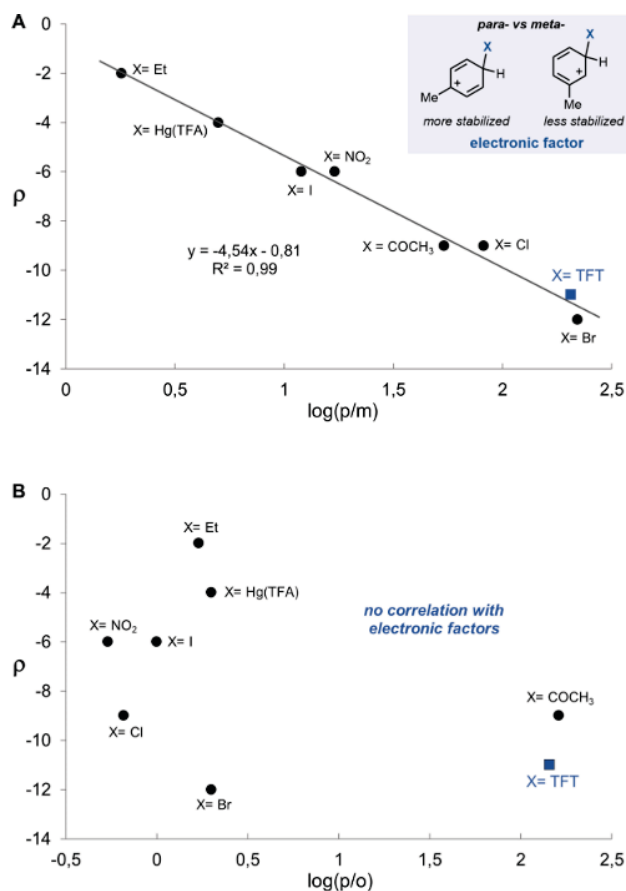 A
para- vs meta-
X
X
H
H
+
+
Me
Me
more stabilized
less stabilized
electronic factor
0
-2
-4
-6
-8
-10
-12
-14
ρ
X= Et
X= Hg(TFA)
X= NO2
X= I
X = COCH3
X= Cl
X= TFT
X= Br
y = -4,54x - 0,81
R² = 0,99
0
0,5
1
1,5
2
2,5
log(p/m)
B
0
-2
-4
-6
-8
-10
-12
-14
ρ
X= Et
X= Hg(TFA)
X= NO2
X= I
no correlation with
electronic factors
X= COCH3
X= Cl
X= TFT
X= Br
-0,5
0
0,5
1
1,5
2
2,5
log(p/o)